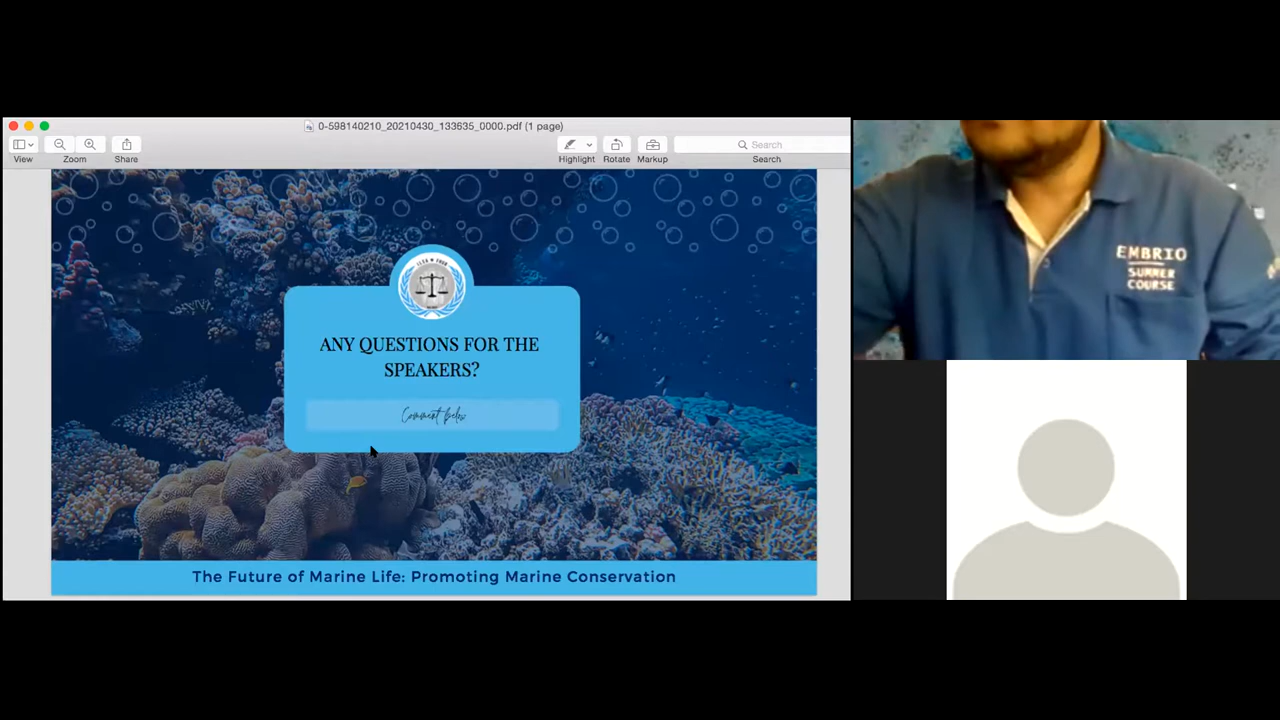 0-598140210_20210430_133635_0000.pdf (1 page)
View
Zoom
Share
Highlight
Rotate
Markup
Search
Search
ANY QUESTIONS FOR THE
SPEAKERS?
Comment below
The Future of Marine Life: Promoting Marine Conservation
EMBRIO
SUMMER
COURSE